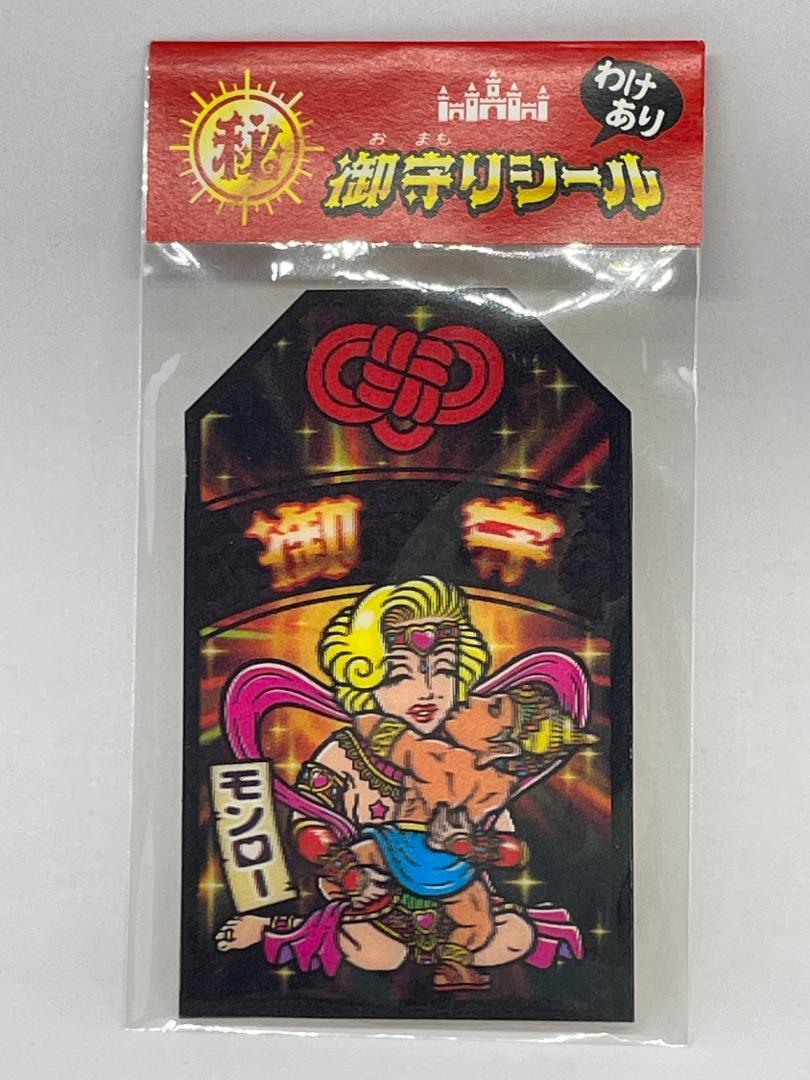 秘
わけ
あり
おまも
御守りシール
御 守
モンロー